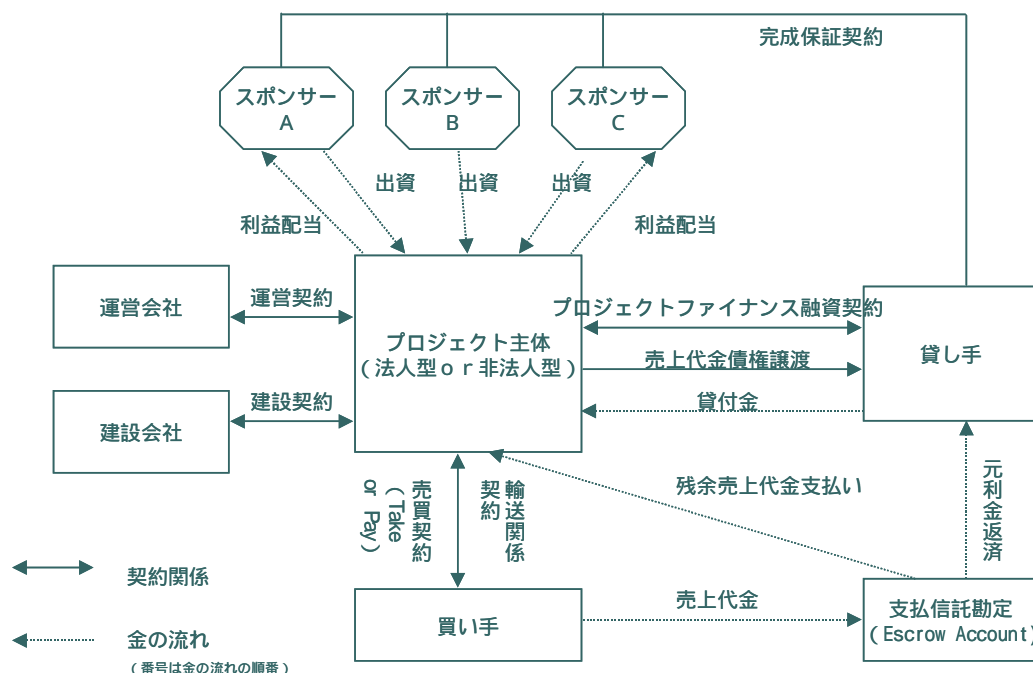 完成保証契約
スポンサー
A
スポンサー
B
スポンサー
C
出資
出資
出資
利益配当
利益配当
運営会社
運営契約
プロジェクト主体
（法人型ｏｒ非法人型）
プロジェクトファイナンス融資契約
売上代金債権譲渡
貸付金
貸し手
建設会社
建設契約
売買契約
（Take
or Pay）
輸送関係
契約
残余売上代金支払い
元利金返済
契約関係
買い手
売上代金
支払信託勘定
（Escrow Account）
金の流れ
（番号は金の流れの順番）